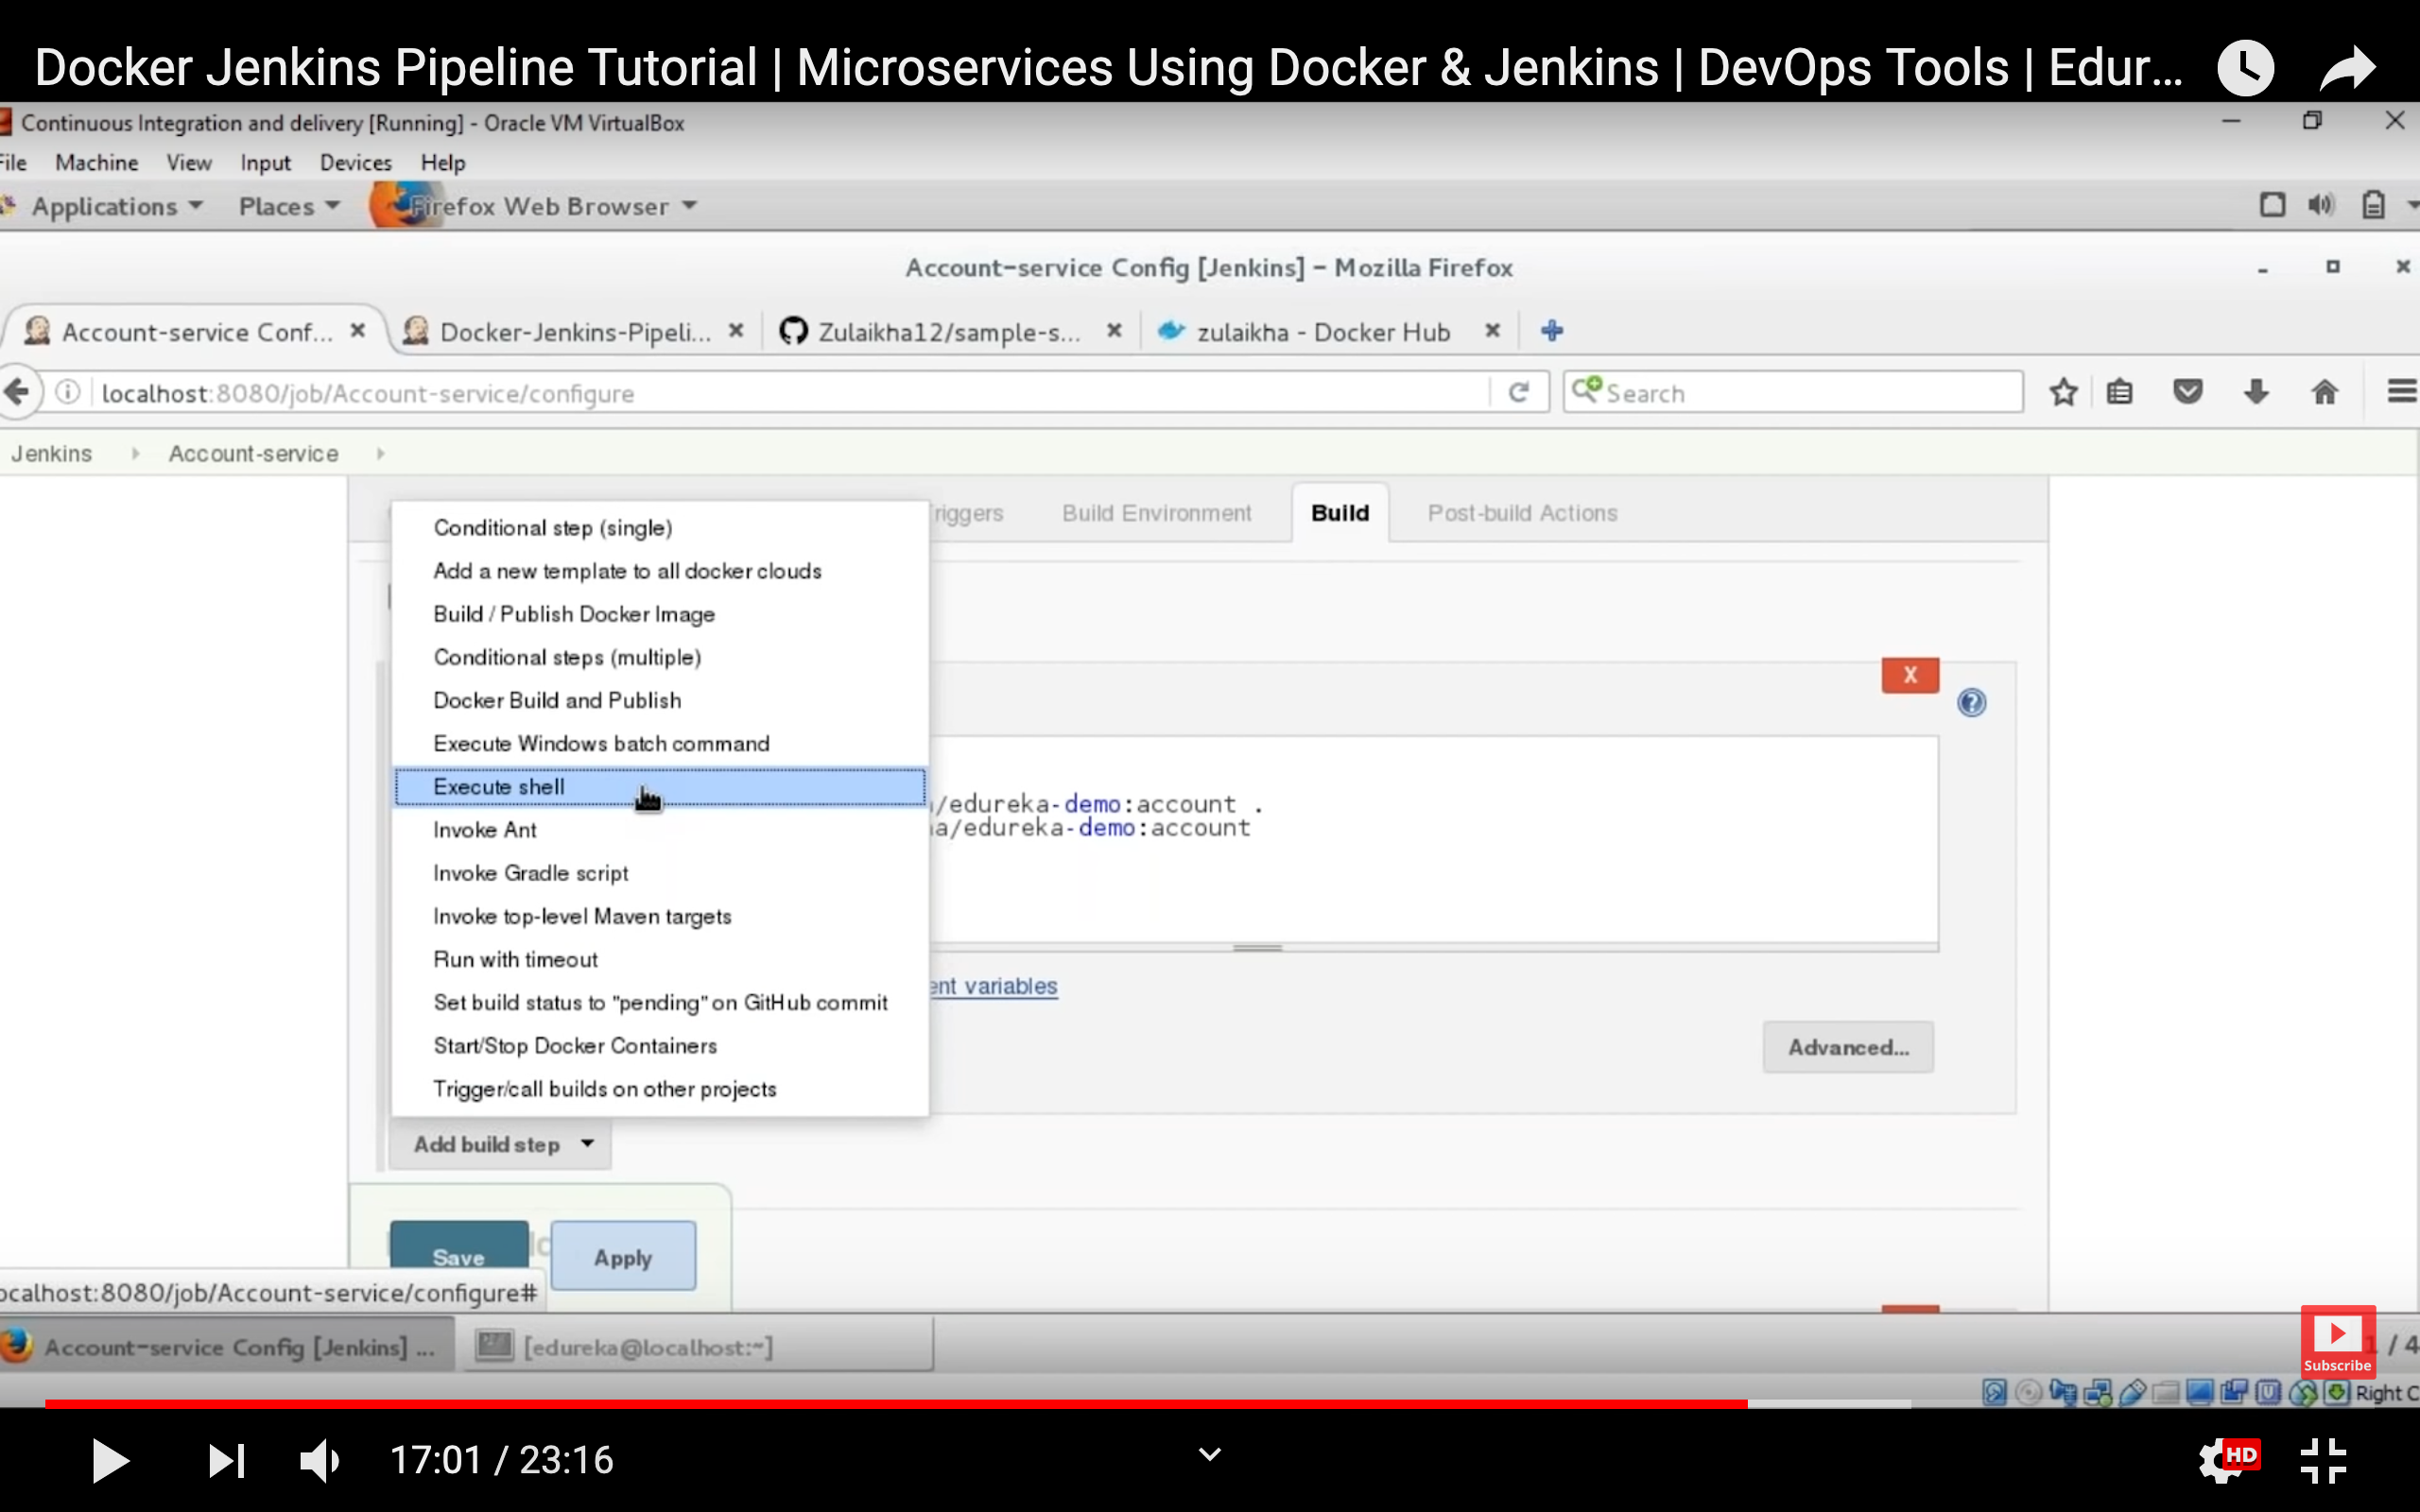 Docker Jenkins Pipeline Tutorial | Microservices Using Docker & Jenkins | DevOps Tools | Edur...
Continuous Integration and delivery [Running] - Oracle VM VirtualBox
File Machine View Input Devices Help
Applications Places Firefox Web Browser
Account-service Config [Jenkins] - Mozilla Firefox
Account-service Conf... Docker-Jenkins-Pipeli... Zulaikha12/sample-s... zulaikha - Docker Hub
localhost:8080/job/Account-service/configure Search
Jenkins Account-service
riggers Build Environment Build Post-build Actions
Conditional step (single)
Add a new template to all docker clouds
Build / Publish Docker Image
Conditional steps (multiple)
X
Docker Build and Publish
Execute Windows batch command
Execute shell
/edureka-demo:account .
a/edureka-demo:account
Invoke Ant
Invoke Gradle script
Invoke top-level Maven targets
Run with timeout
ent variables
Set build status to "pending" on GitHub commit
Start/Stop Docker Containers
Advanced...
Trigger/call builds on other projects
Add build step
Save Apply
ocalhost:8080/job/Account-service/configure#
Account-service Config [Jenkins] ... [edureka@localhost:~]
/ 4
Subscribe
Right C
17:01 / 23:16
HD